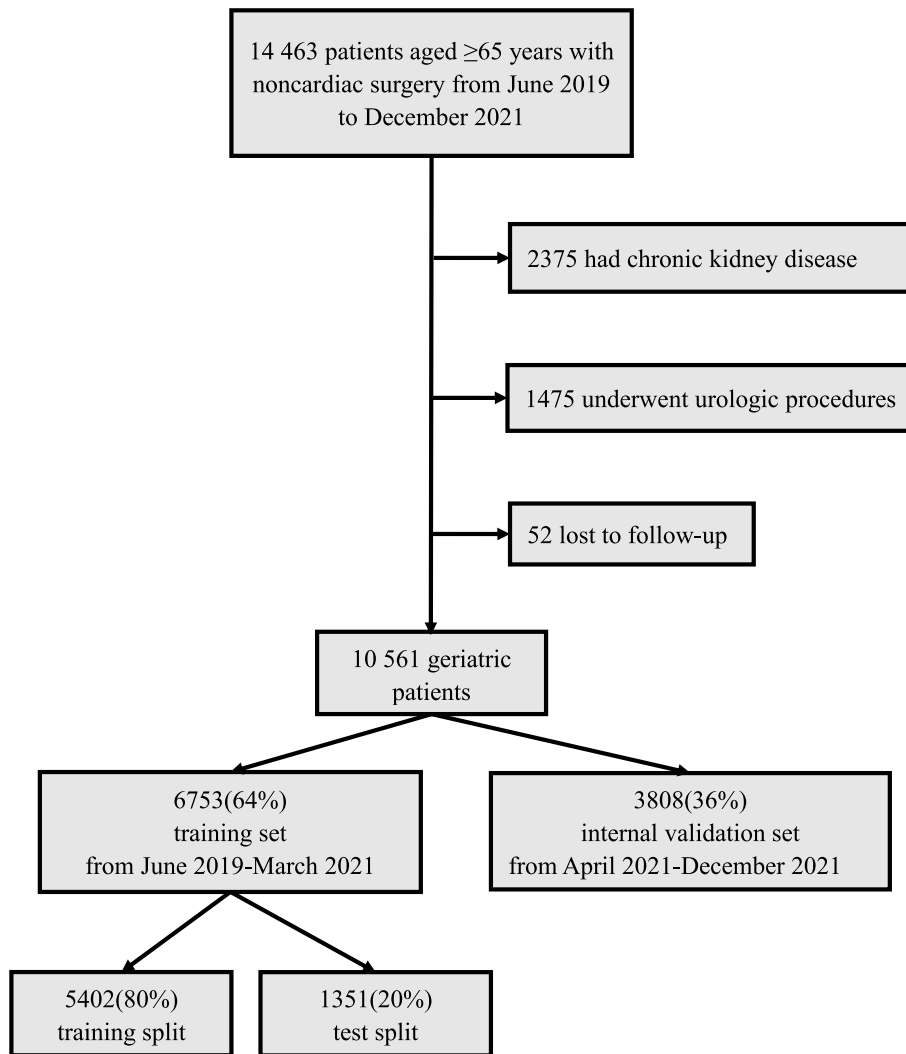 14 463 patients aged ≥65 years with
noncardiac surgery from June 2019
to December 2021
2375 had chronic kidney disease
1475 underwent urologic procedures
52 lost to follow-up
10 561 geriatric
patients
6753(64%)
training set
from June 2019-March 2021
3808(36%)
internal validation set
from April 2021-December 2021
5402(80%)
training split
1351(20%)
test split